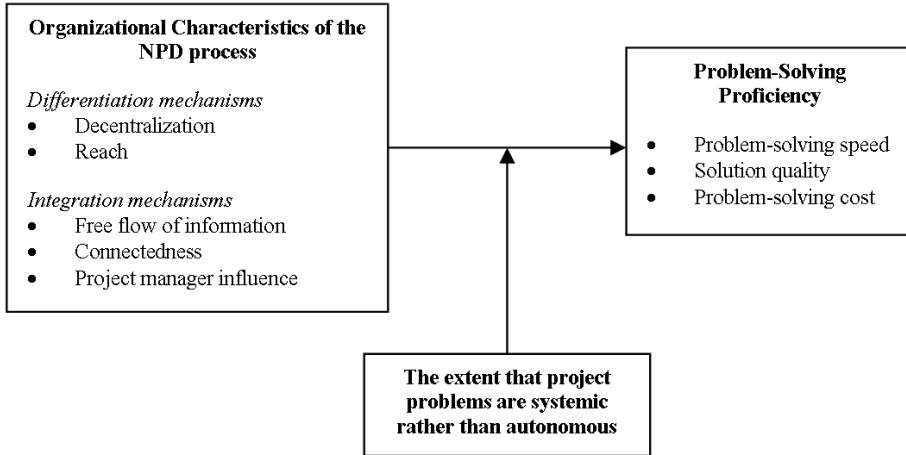 Organizational Characteristics of the
NPD process
Differentiation mechanisms
• Decentralization
• Reach
Integration mechanisms
• Free flow of information
• Connectedness
• Project manager influence
Problem-Solving
Proficiency
• Problem-solving speed
• Solution quality
• Problem-solving cost
The extent that project
problems are systemic
rather than autonomous